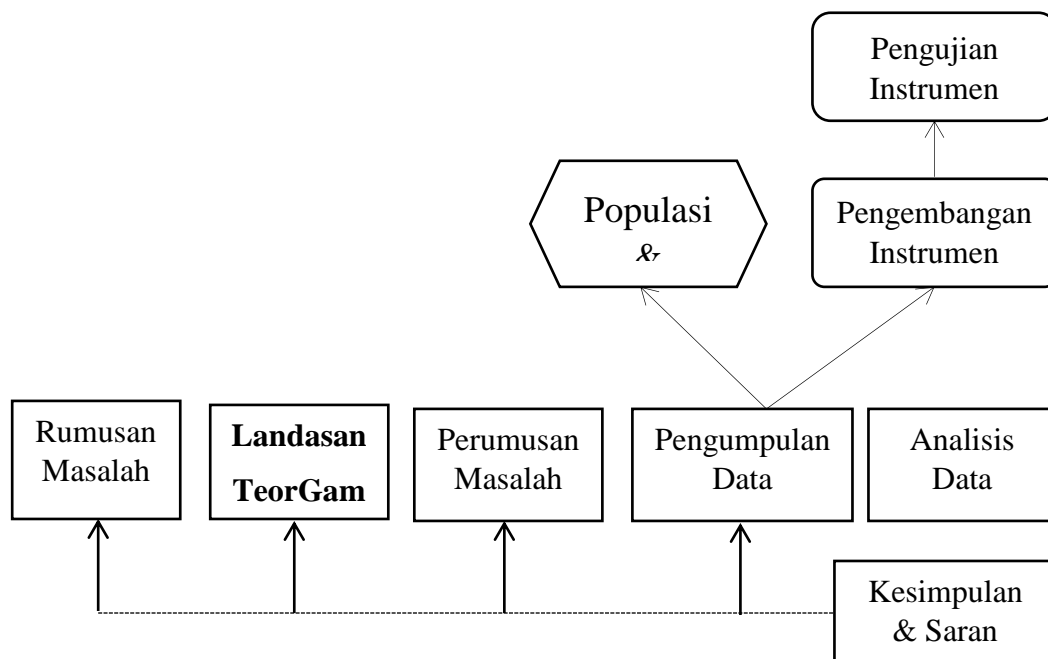 Pengujian
Instrumen
Populasi
&
Pengembangan
Instrumen
Rumusan
Masalah
Landasan
TeorGam
Perumusan
Masalah
Pengumpulan
Data
Analisis
Data
Kesimpulan
& Saran